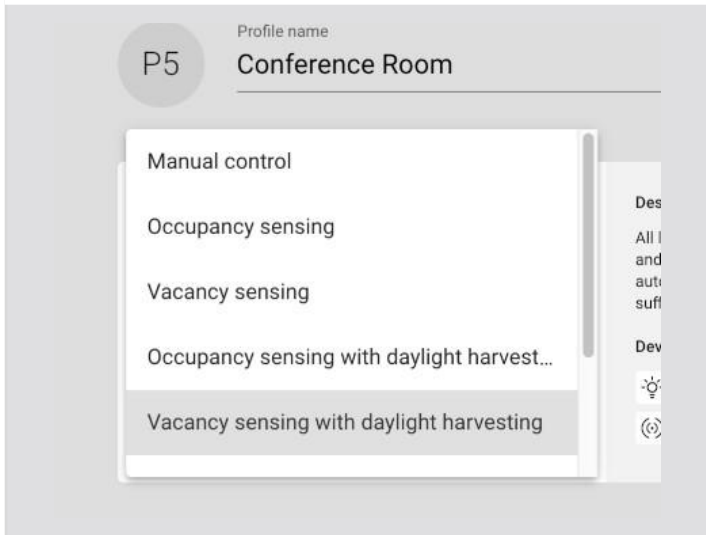 Profile name
P5
Conference Room
Manual control
Occupancy sensing
Vacancy sensing
Occupancy sensing with daylight harvest...
Vacancy sensing with daylight harvesting
Des
All l
and
auto
suff
Dev